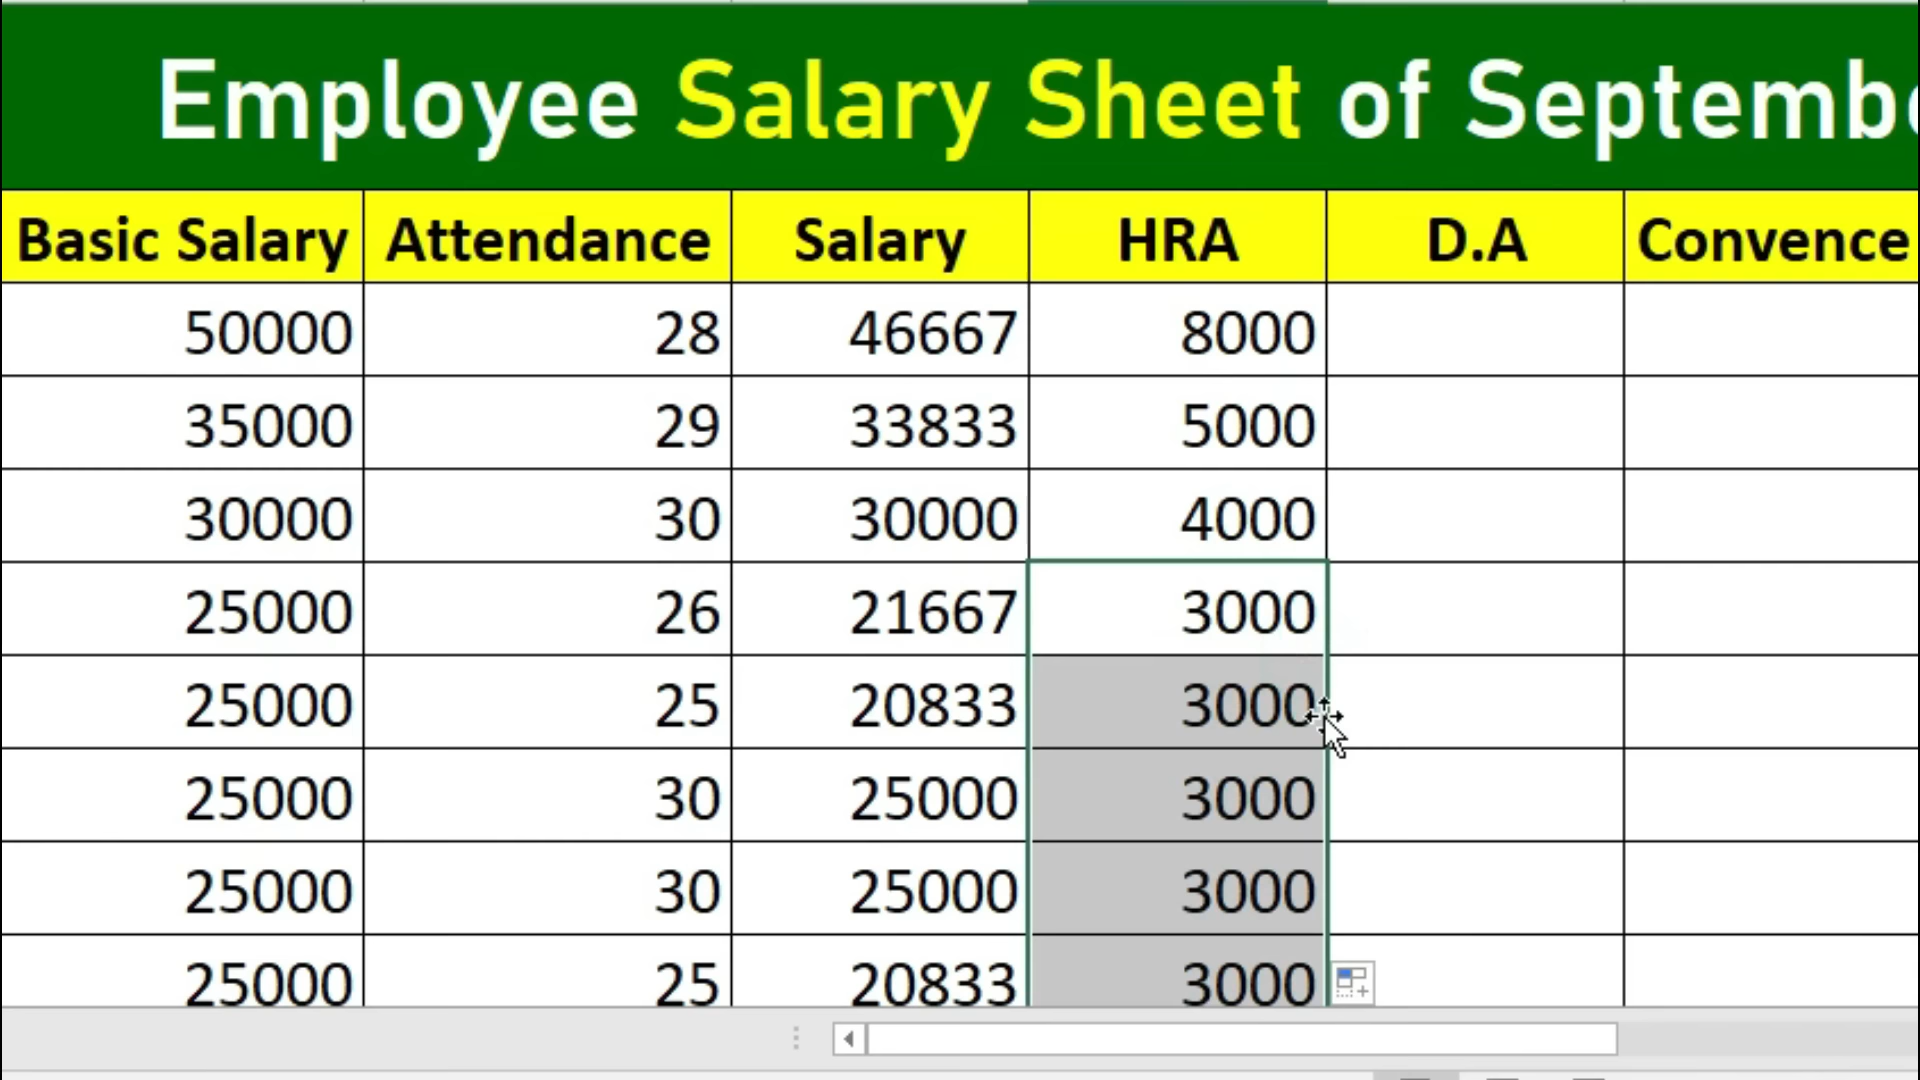 Employee Salary Sheet of Septembe
Basic Salary Attendance Salary HRA D.A Convence
50000 28 46667 8000
35000 29 33833 5000
30000 30 30000 4000
25000 26 21667 3000
25000 25 20833 3000
25000 30 25000 3000
25000 30 25000 3000
25000 25 20833 3000